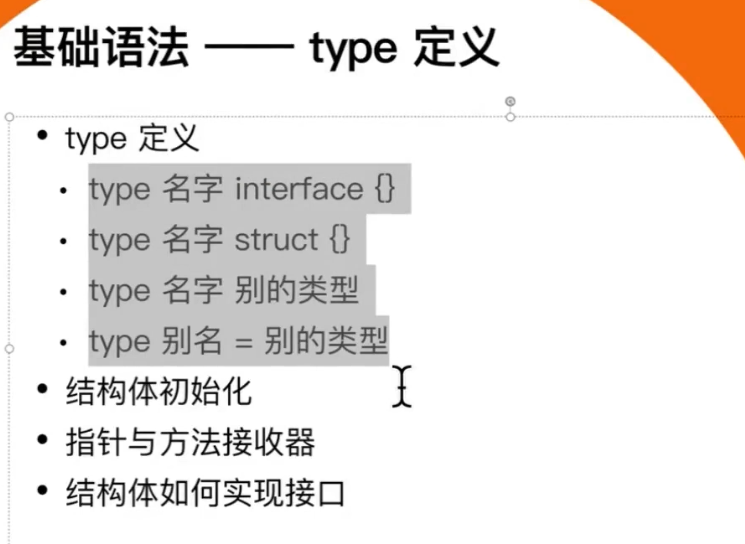 基础语法 —— type 定义
• type 定义
• type 名字 interface {}
• type 名字 struct {}
• type 名字 别的类型
• type 别名 = 别的类型
• 结构体初始化
• 指针与方法接收器
• 结构体如何实现接口